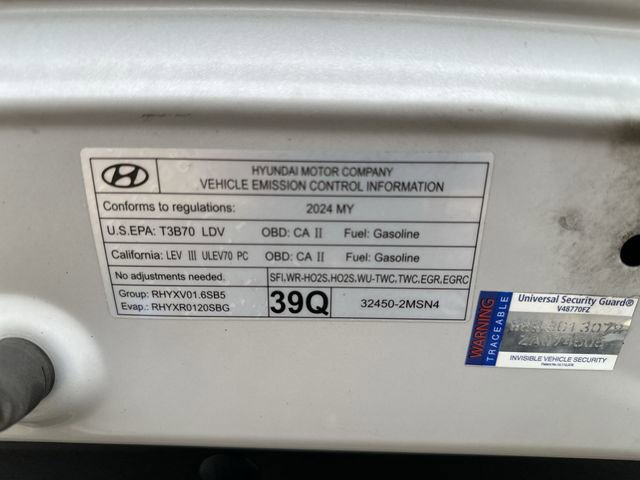 HYUNDAI MOTOR COMPANY
VEHICLE EMISSION CONTROL INFORMATION
Conforms to regulations: 2024 MY
U.S.EPA: T3B70 LDV OBD: CA II Fuel: Gasoline
California: LEV III ULEV70 PC OBD: CA II Fuel: Gasoline
No adjustments needed. SFI,WR-HO2S,HO2S,WU-TWC,TWC,EGR,EGRC
Group: RHYXV01.6SB5
Evap.: RHYXR0120SBG
39Q
32450-2MSN4
WARNING
TRACEABLE
Universal Security Guard®
V48770FZ
INVISIBLE VEHICLE SECURITY